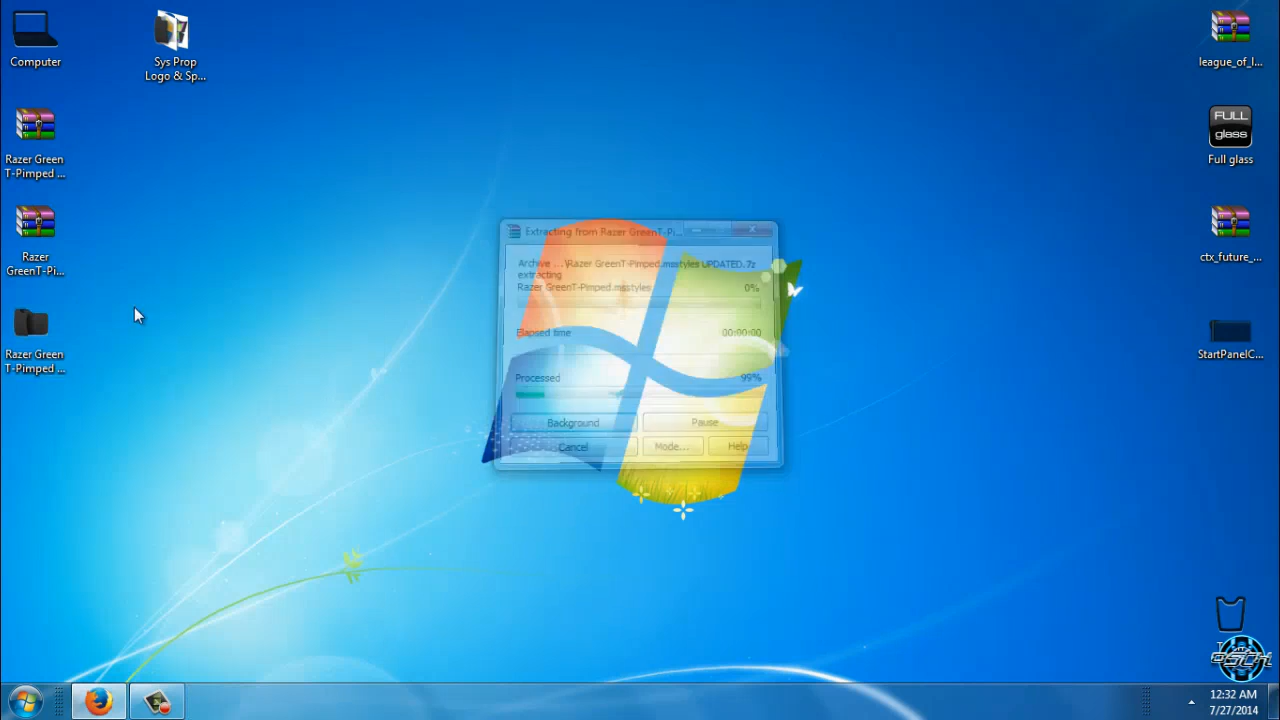 Computer
Sys Prop
Logo & Sp...
Razer Green
T-Pimped ...
Razer
GreenT-Pi...
Razer Green
T-Pimped ...
league_of_l...
FULL
glass
Full glass
ctx_future_...
StartPanelC...
Extracting from Razer GreenT-Pi...
Archive ...\Razer GreenT-Pimped.msstyles UPDATED.7z
extracting
Razer GreenT-Pimped.msstyles 0%
Elapsed time 00:00:00
Processed 99%
Background Pause
Cancel Mode... Help
12:32 AM
7/27/2014